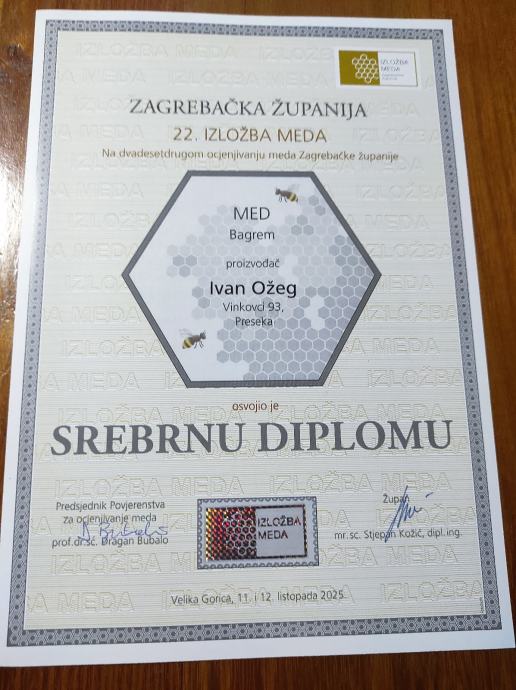 IZLOŽBA
MEDA
ZAGREBAČKA ŽUPANIJA
22. IZLOŽBA MEDA
Na dvadesetdrugom ocjenjivanju meda Zagrebačke županije
MED
Bagrem
proizvođač
Ivan Ožeg
Vinkovci 93,
Preseka
osvojio je
SREBRNU DIPLOMU
Predsjednik Povjerenstva
za ocjenjivanje meda
prof.dr.sc. Dragan Bubalo
IZLOŽBA
MEDA
Župan
mr.sc. Stjepan Kožić, dipl.ing.
Velika Gorica, 11. i 12. listopada 2025.